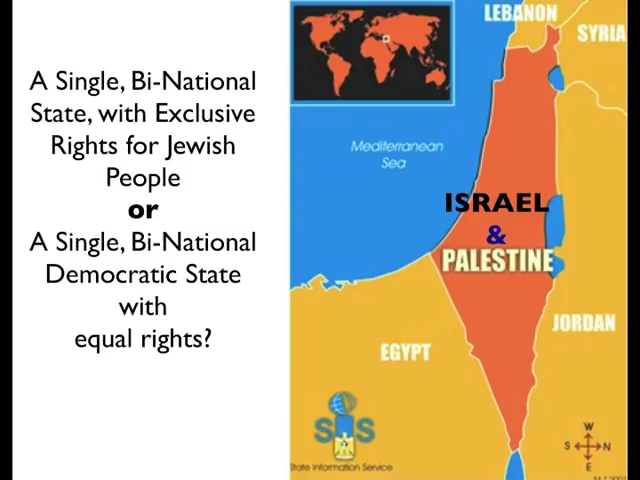 A Single, Bi-National
State, with Exclusive
Rights for Jewish
People
or
A Single, Bi-National
Democratic State
with
equal rights?
LEBANON
SYRIA
Mediterranean
Sea
ISRAEL
&
PALESTINE
JORDAN
EGYPT
SIS
State Information Service
W
S N
E